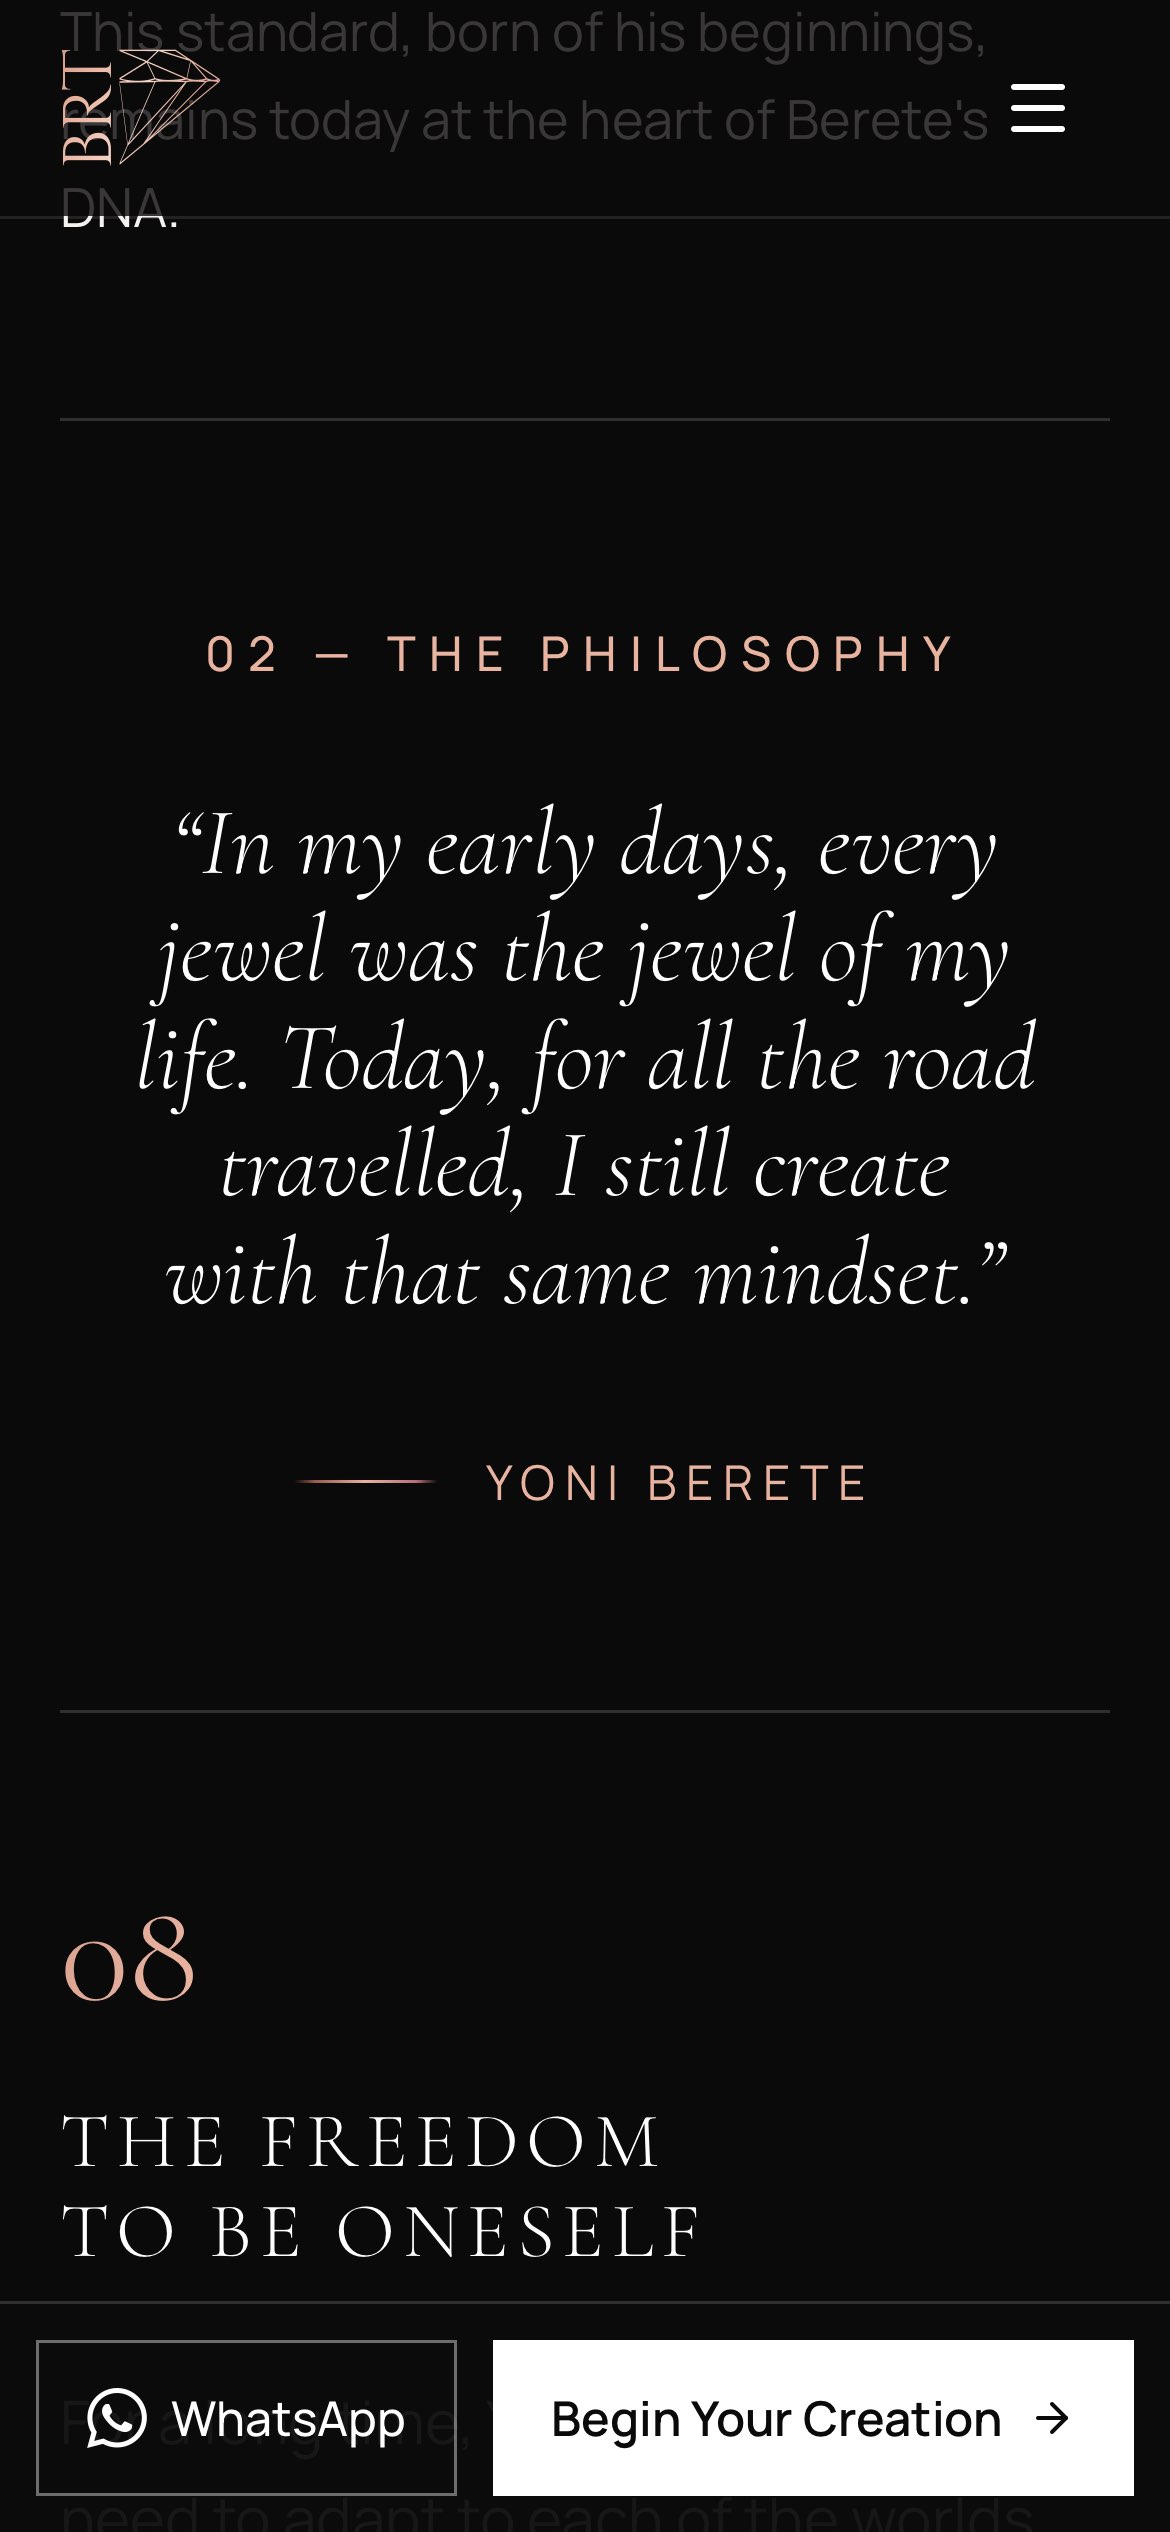 This standard, born of his beginnings,
BRT
remains today at the heart of Berete's
DNA.
02 — THE PHILOSOPHY
“In my early days, every
jewel was the jewel of my
life. Today, for all the road
travelled, I still create
with that same mindset.”
YONI BERETE
08
THE FREEDOM
TO BE ONESELF
For a long time,
WhatsApp
Begin Your Creation →
need to adapt to each of the worlds